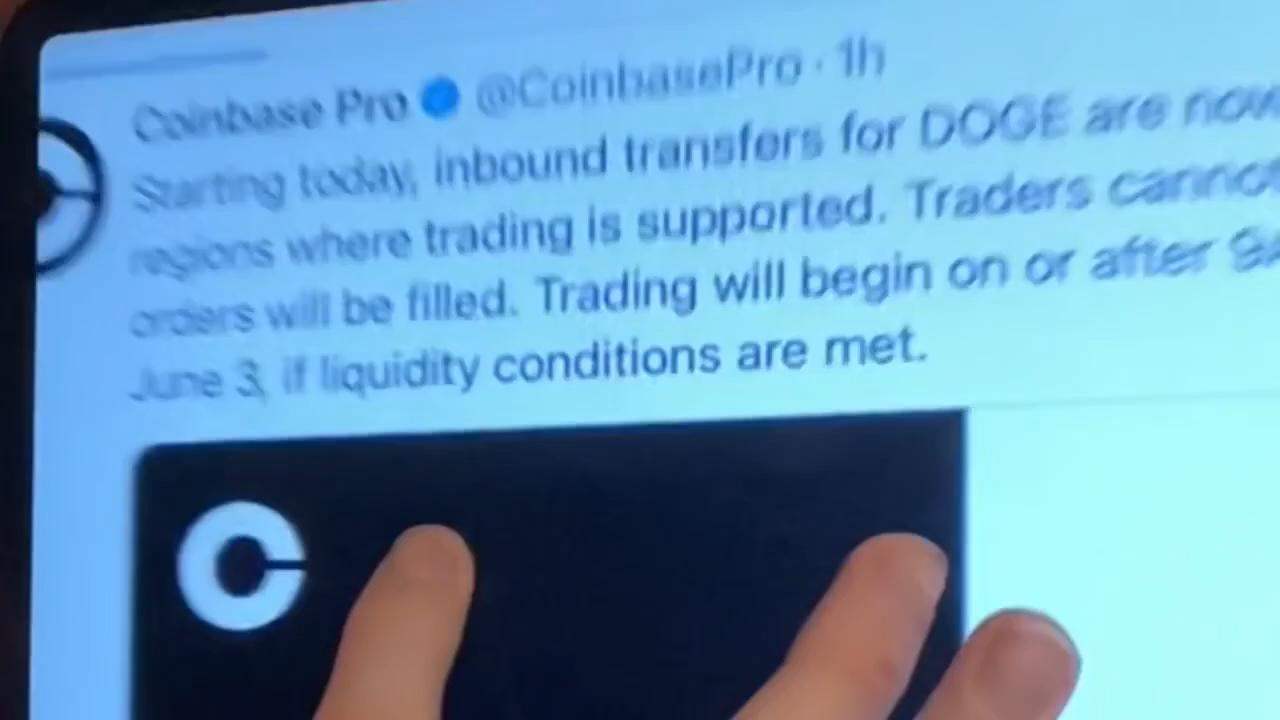 Coinbase Pro @CoinbasePro · 1h
Starting today, inbound transfers for DOGE are now
regions where trading is supported. Traders cannot
orders will be filled. Trading will begin on or after
June 3, if liquidity conditions are met.